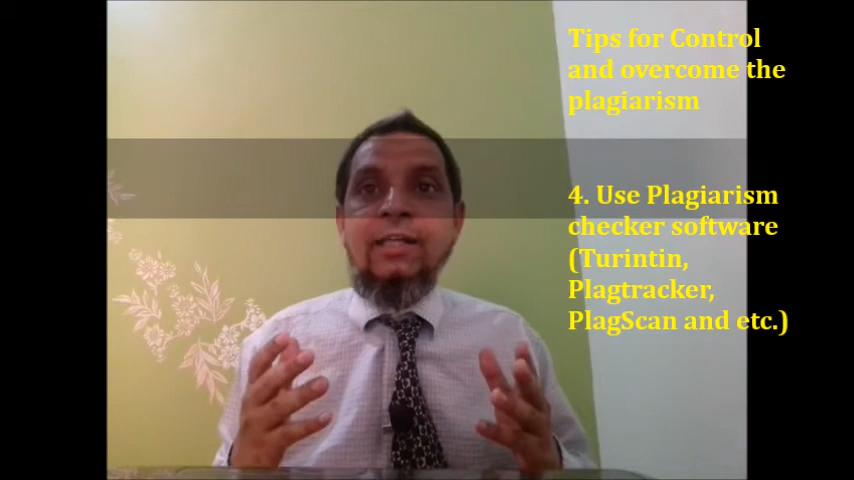 Tips for Control
and overcome the
plagiarism
4. Use Plagiarism
checker software
(Turintin,
Plagtracker,
PlagScan and etc.)